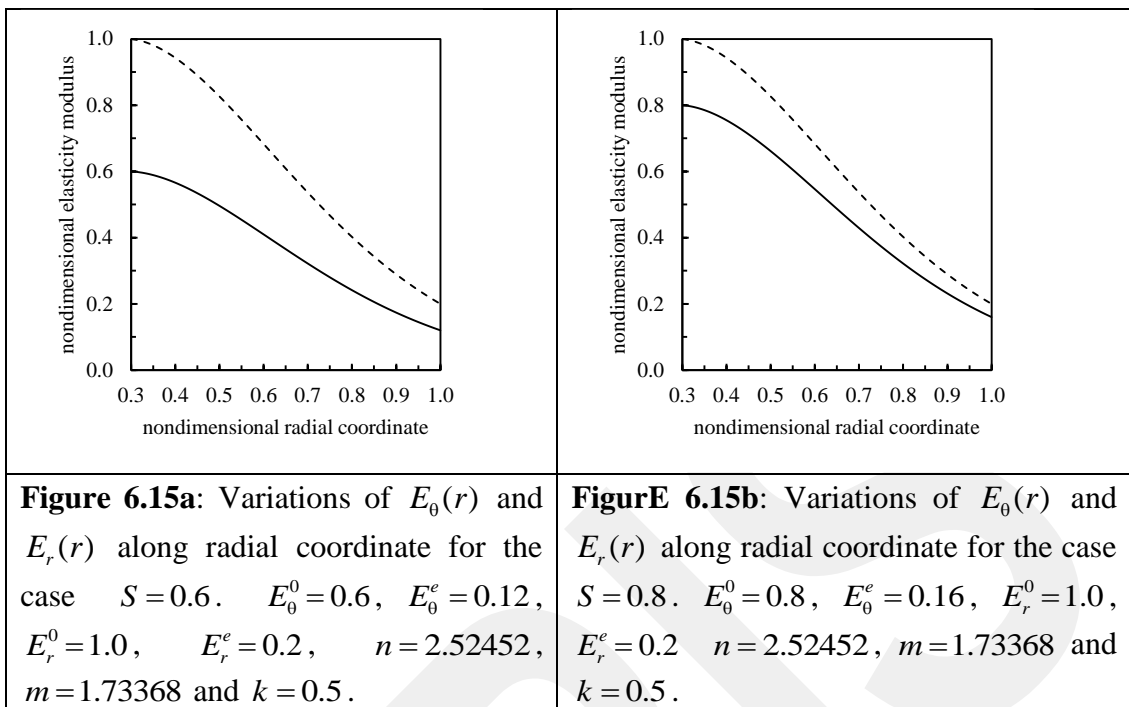 1.0
0.8
0.6
0.4
0.2
0.0
nondimensional elasticity modulus
0.3 0.4 0.5 0.6 0.7 0.8 0.9 1.0
nondimensional radial coordinate
1.0
0.8
0.6
0.4
0.2
0.0
nondimensional elasticity modulus
0.3 0.4 0.5 0.6 0.7 0.8 0.9 1.0
nondimensional radial coordinate
Figure 6.15a: Variations of E_θ(r) and
E_r(r) along radial coordinate for the
case S = 0.6. E_θ^0 = 0.6, E_θ^e = 0.12,
E_r^0 = 1.0, E_r^e = 0.2, n = 2.52452,
m = 1.73368 and k = 0.5.
FigurE 6.15b: Variations of E_θ(r) and
E_r(r) along radial coordinate for the case
S = 0.8. E_θ^0 = 0.8, E_θ^e = 0.16, E_r^0 = 1.0,
E_r^e = 0.2 n = 2.52452, m = 1.73368 and
k = 0.5.